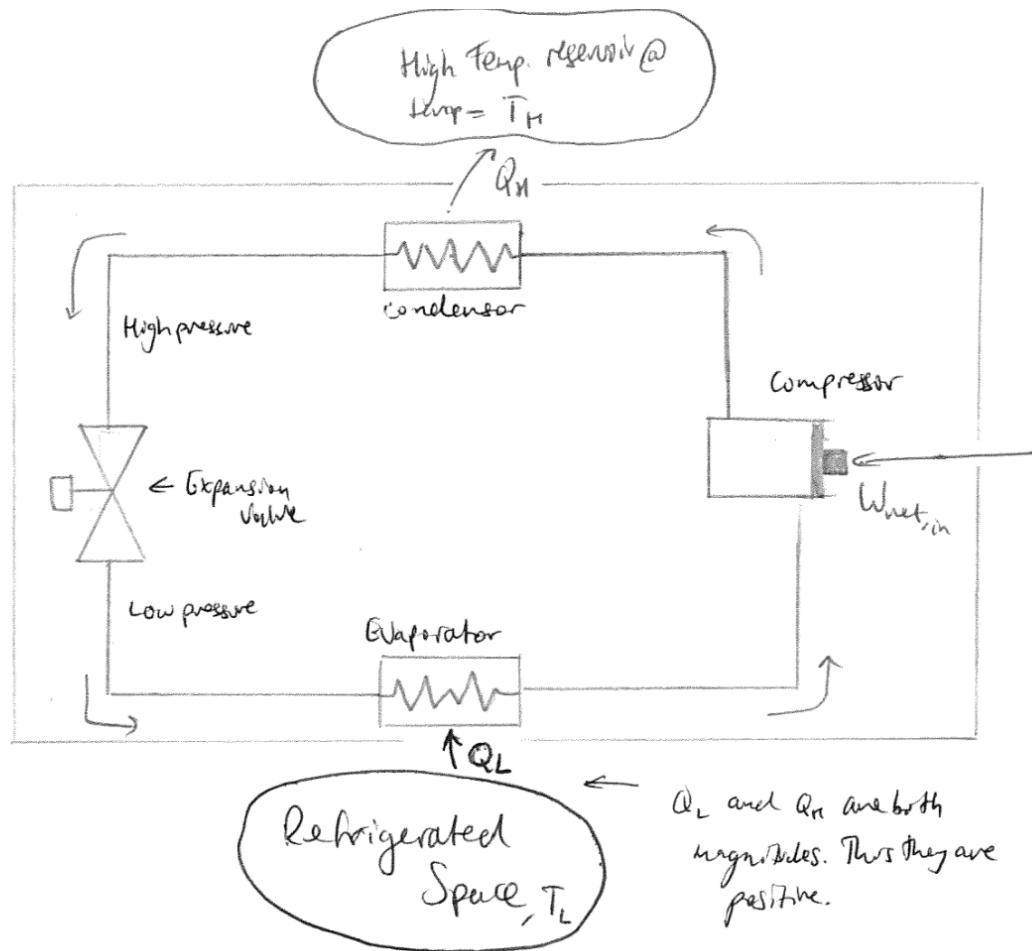 High Temp. reservoir @
temp = T_H
Q_H
condensor
High pressure
Compressor
← Expansion
valve
W_net,in
Low pressure
Evaporator
Q_L
Refrigerated
Space, T_L
Q_L and Q_H are both
magnitudes. Thus they are
positive.